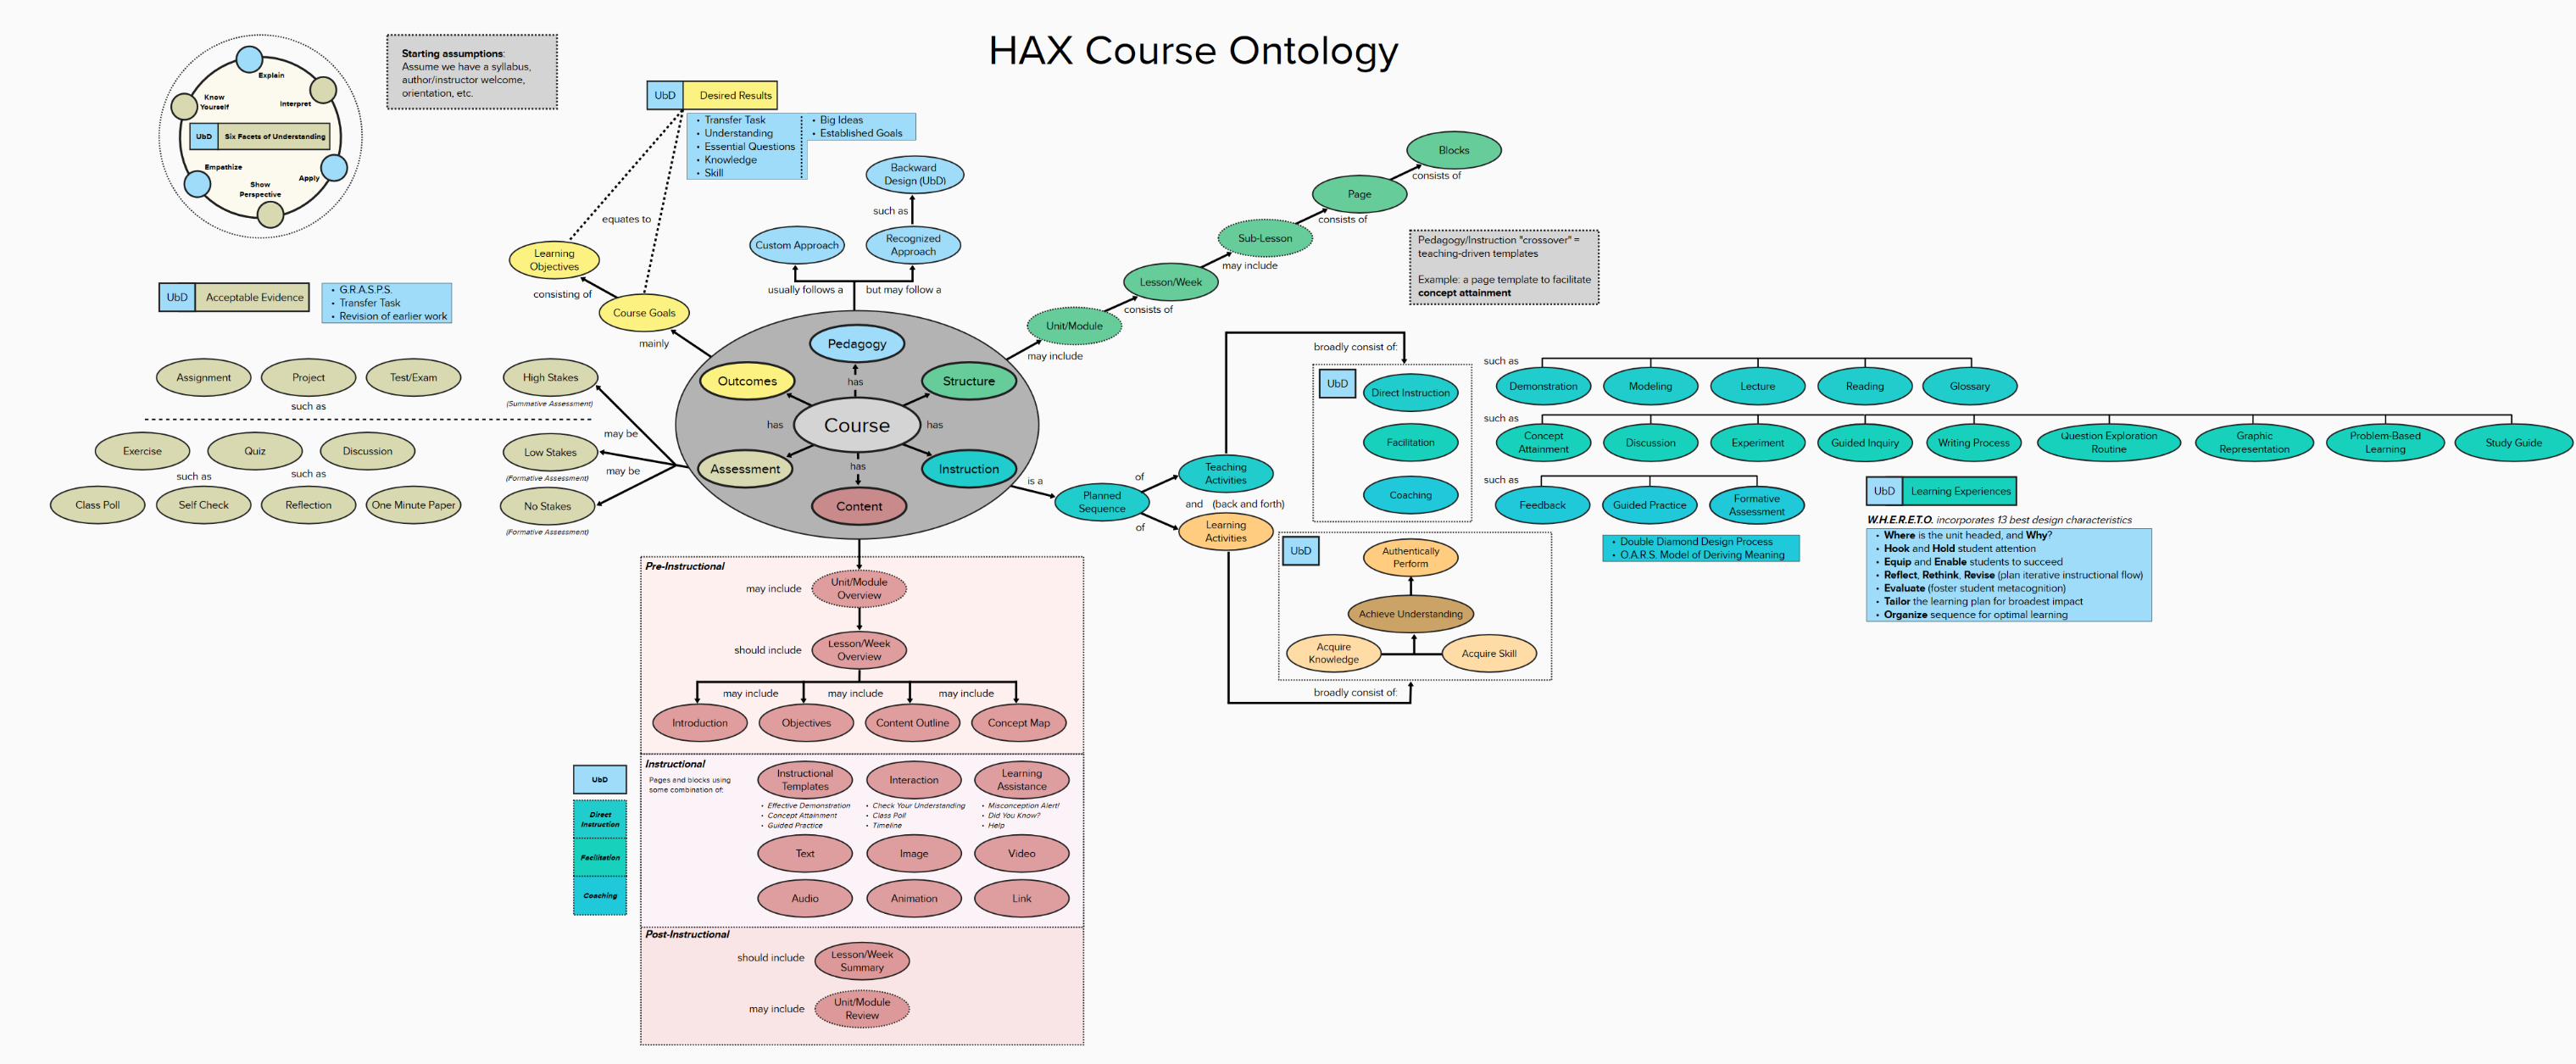 HAX Course Ontology
Explain
Know
Yourself
Interpret
UbD
Six Facets of Understanding
Empathize
Apply
Show
Perspective
Starting assumptions:
Assume we have a syllabus,
author/instructor welcome,
orientation, etc.
UbD
Desired Results
• Transfer Task
• Understanding
• Essential Questions
• Knowledge
• Skill
• Big Ideas
• Established Goals
equates to
Learning
Objectives
consisting of
Course Goals
mainly
Backward
Design (UbD)
such as
Custom Approach
Recognized
Approach
usually follows a
but may follow a
Blocks
consists of
Page
consists of
Sub-Lesson
may include
Lesson/Week
consists of
Unit/Module
may include
Pedagogy/Instruction "crossover" =
teaching-driven templates
Example: a page template to facilitate
concept attainment
UbD
Acceptable Evidence
• G.R.A.S.P.S.
• Transfer Task
• Revision of earlier work
Assignment
Project
Test/Exam
such as
High Stakes
(Summative Assessment)
may be
Exercise
Quiz
Discussion
such as
such as
Low Stakes
(Formative Assessment)
may be
Class Poll
Self Check
Reflection
One Minute Paper
No Stakes
(Formative Assessment)
Pedagogy
Outcomes
has
Structure
has
Course
has
Assessment
has
Instruction
Content
is a
Planned
Sequence
of
Teaching
Activities
and (back and forth)
of
Learning
Activities
broadly consist of:
UbD
Direct Instruction
Facilitation
Coaching
such as
Demonstration
Modeling
Lecture
Reading
Glossary
such as
Concept
Attainment
Discussion
Experiment
Guided Inquiry
Writing Process
Question Exploration
Routine
Graphic
Representation
Problem-Based
Learning
Study Guide
such as
Feedback
Guided Practice
Formative
Assessment
• Double Diamond Design Process
• O.A.R.S. Model of Deriving Meaning
UbD
Learning Experiences
W.H.E.R.E.T.O. incorporates 13 best design characteristics
• Where is the unit headed, and Why?
• Hook and Hold student attention
• Equip and Enable students to succeed
• Reflect, Rethink, Revise (plan iterative instructional flow)
• Evaluate (foster student metacognition)
• Tailor the learning plan for broadest impact
• Organize sequence for optimal learning
UbD
Authentically
Perform
Achieve Understanding
Acquire
Knowledge
Acquire Skill
broadly consist of:
Pre-Instructional
may include
Unit/Module
Overview
should include
Lesson/Week
Overview
may include
may include
may include
Introduction
Objectives
Content Outline
Concept Map
UbD
Direct
Instruction
Facilitation
Coaching
Instructional
Pages and blocks using
some combination of:
Instructional
Templates
• Effective Demonstration
• Concept Attainment
• Guided Practice
Interaction
• Check Your Understanding
• Class Poll
• Timeline
Learning
Assistance
• Misconception Alert!
• Did You Know?
• Help
Text
Image
Video
Audio
Animation
Link
Post-Instructional
should include
Lesson/Week
Summary
may include
Unit/Module
Review